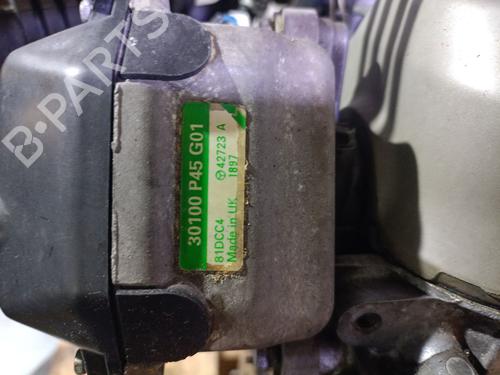 B-PARTS
30100 P45 G01
42723 A
1897
81DCC4
Made in UK